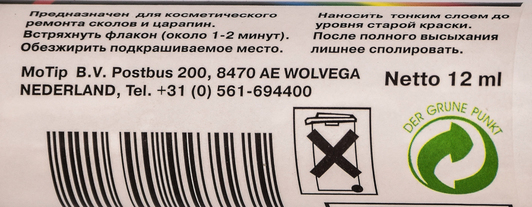 Предназначен для косметического
ремонта сколов и царапин.
Встряхнуть флакон (около 1-2 минут).
Обезжирить подкрашиваемое место.
Наносить тонким слоем до
уровня старой краски.
После полного высыхания
лишнее сполировать.
MoTip B.V. Postbus 200, 8470 AE WOLVEGA
NEDERLAND, Tel. +31 (0) 561-694400
Netto 12 ml
DER GRÜNE PUNKT